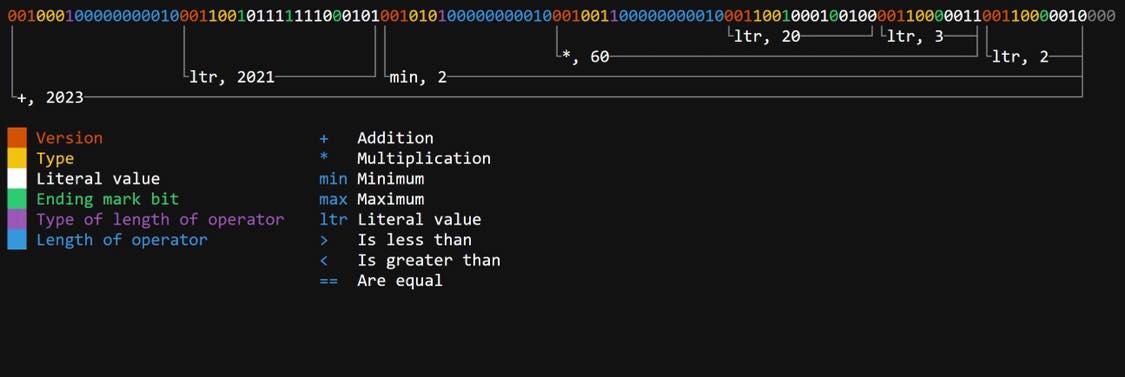 00100010000000001000110010111111100010100101010000000001000100110000000001000110010001001000011000001100110000010000
ltr, 20 ltr, 3
*, 60 ltr, 2
ltr, 2021 min, 2
+, 2023
Version + Addition
Type * Multiplication
Literal value min Minimum
Ending mark bit max Maximum
Type of length of operator ltr Literal value
Length of operator > Is less than
< Is greater than
== Are equal